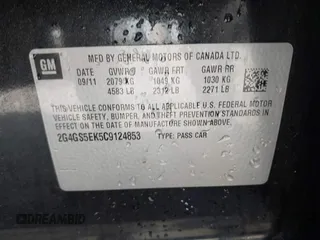 GM
MFD BY GENERAL MOTORS OF CANADA LTD.
DATE GVWR GAWR FRT GAWR RR
09/11 2079 KG 1049 KG 1030 KG
4583 LB 2312 LB 2271 LB
THIS VEHICLE CONFORMS TO ALL APPLICABLE U.S. FEDERAL MOTOR
VEHICLE SAFETY, BUMPER, AND THEFT PREVENTION STANDARDS IN
EFFECT ON THE DATE OF MANUFACTURE SHOWN ABOVE.
2G4GS5EK5C9124853 TYPE: PASS CAR
AUTOBIDMASTER